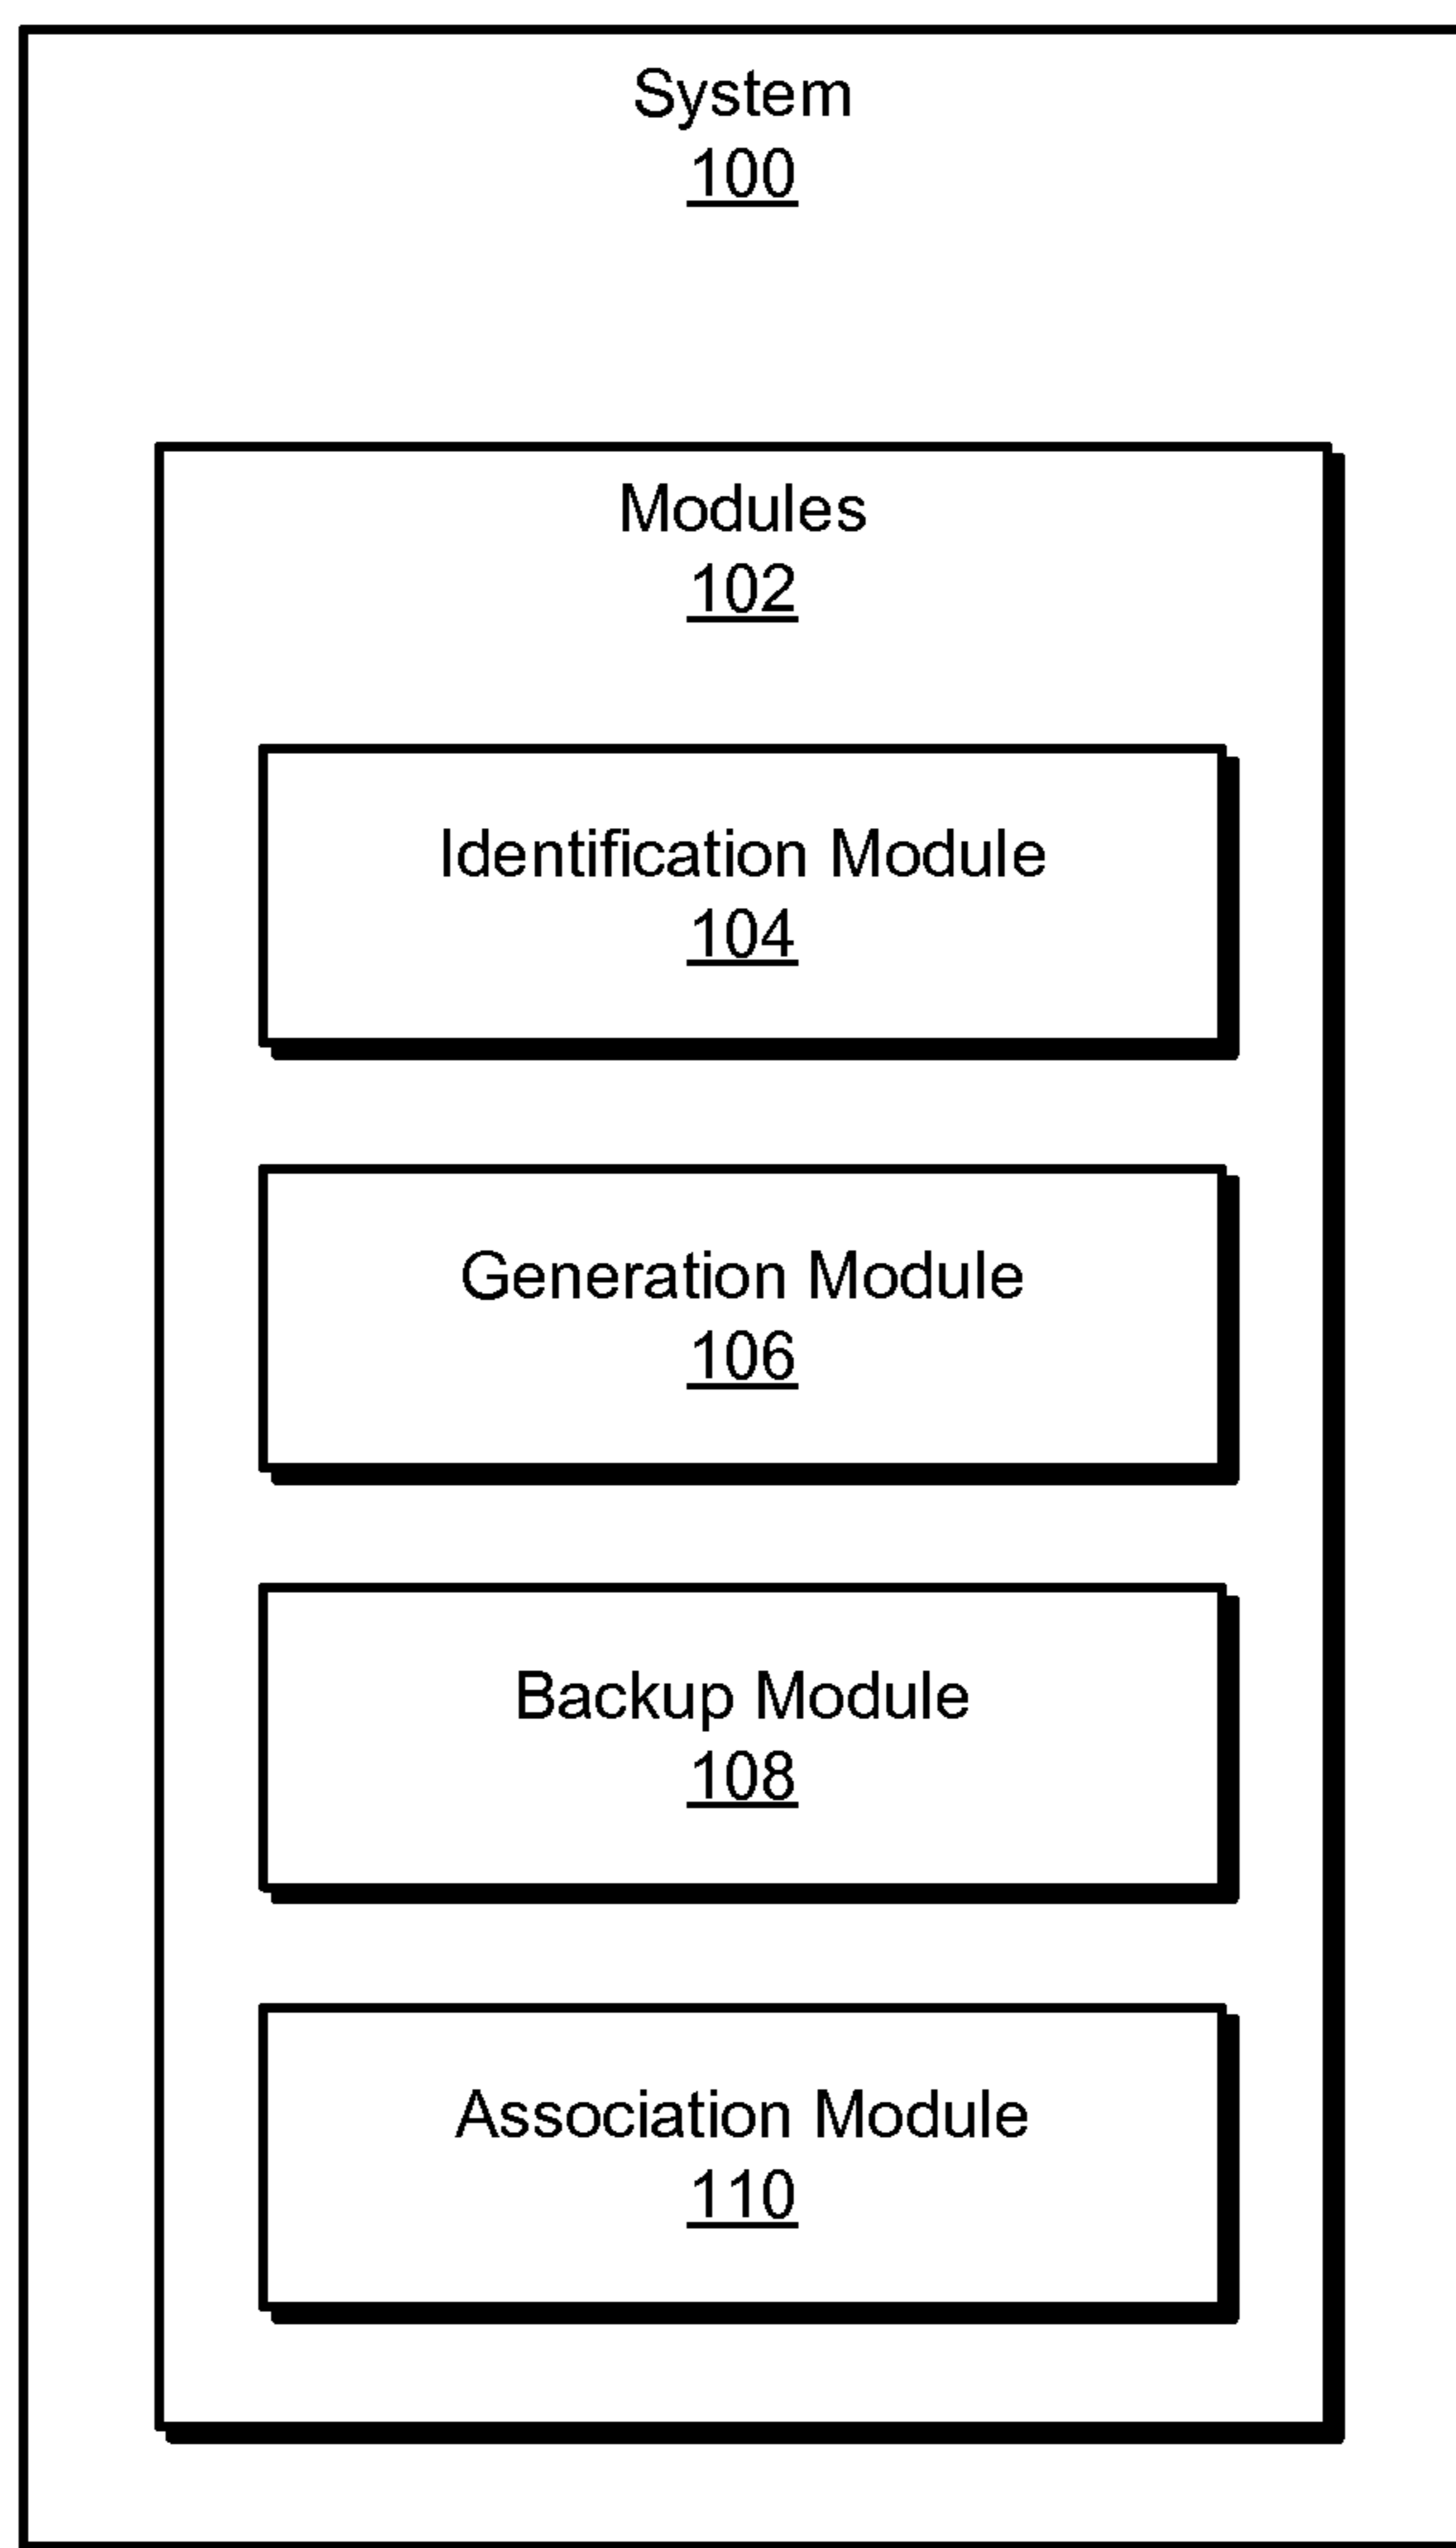 System
100
Modules
102
Identification Module
104
Generation Module
106
Backup Module
108
Association Module
110